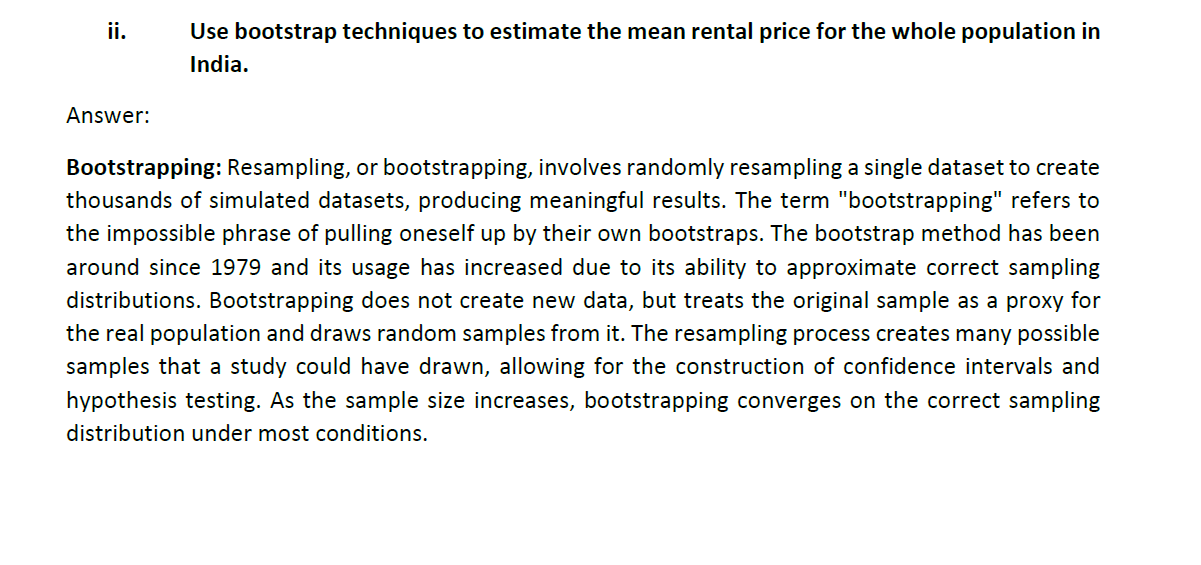 ii. Use bootstrap techniques to estimate the mean rental price for the whole population in
India.
Answer:
Bootstrapping: Resampling, or bootstrapping, involves randomly resampling a single dataset to create
thousands of simulated datasets, producing meaningful results. The term "bootstrapping" refers to
the impossible phrase of pulling oneself up by their own bootstraps. The bootstrap method has been
around since 1979 and its usage has increased due to its ability to approximate correct sampling
distributions. Bootstrapping does not create new data, but treats the original sample as a proxy for
the real population and draws random samples from it. The resampling process creates many possible
samples that a study could have drawn, allowing for the construction of confidence intervals and
hypothesis testing. As the sample size increases, bootstrapping converges on the correct sampling
distribution under most conditions.